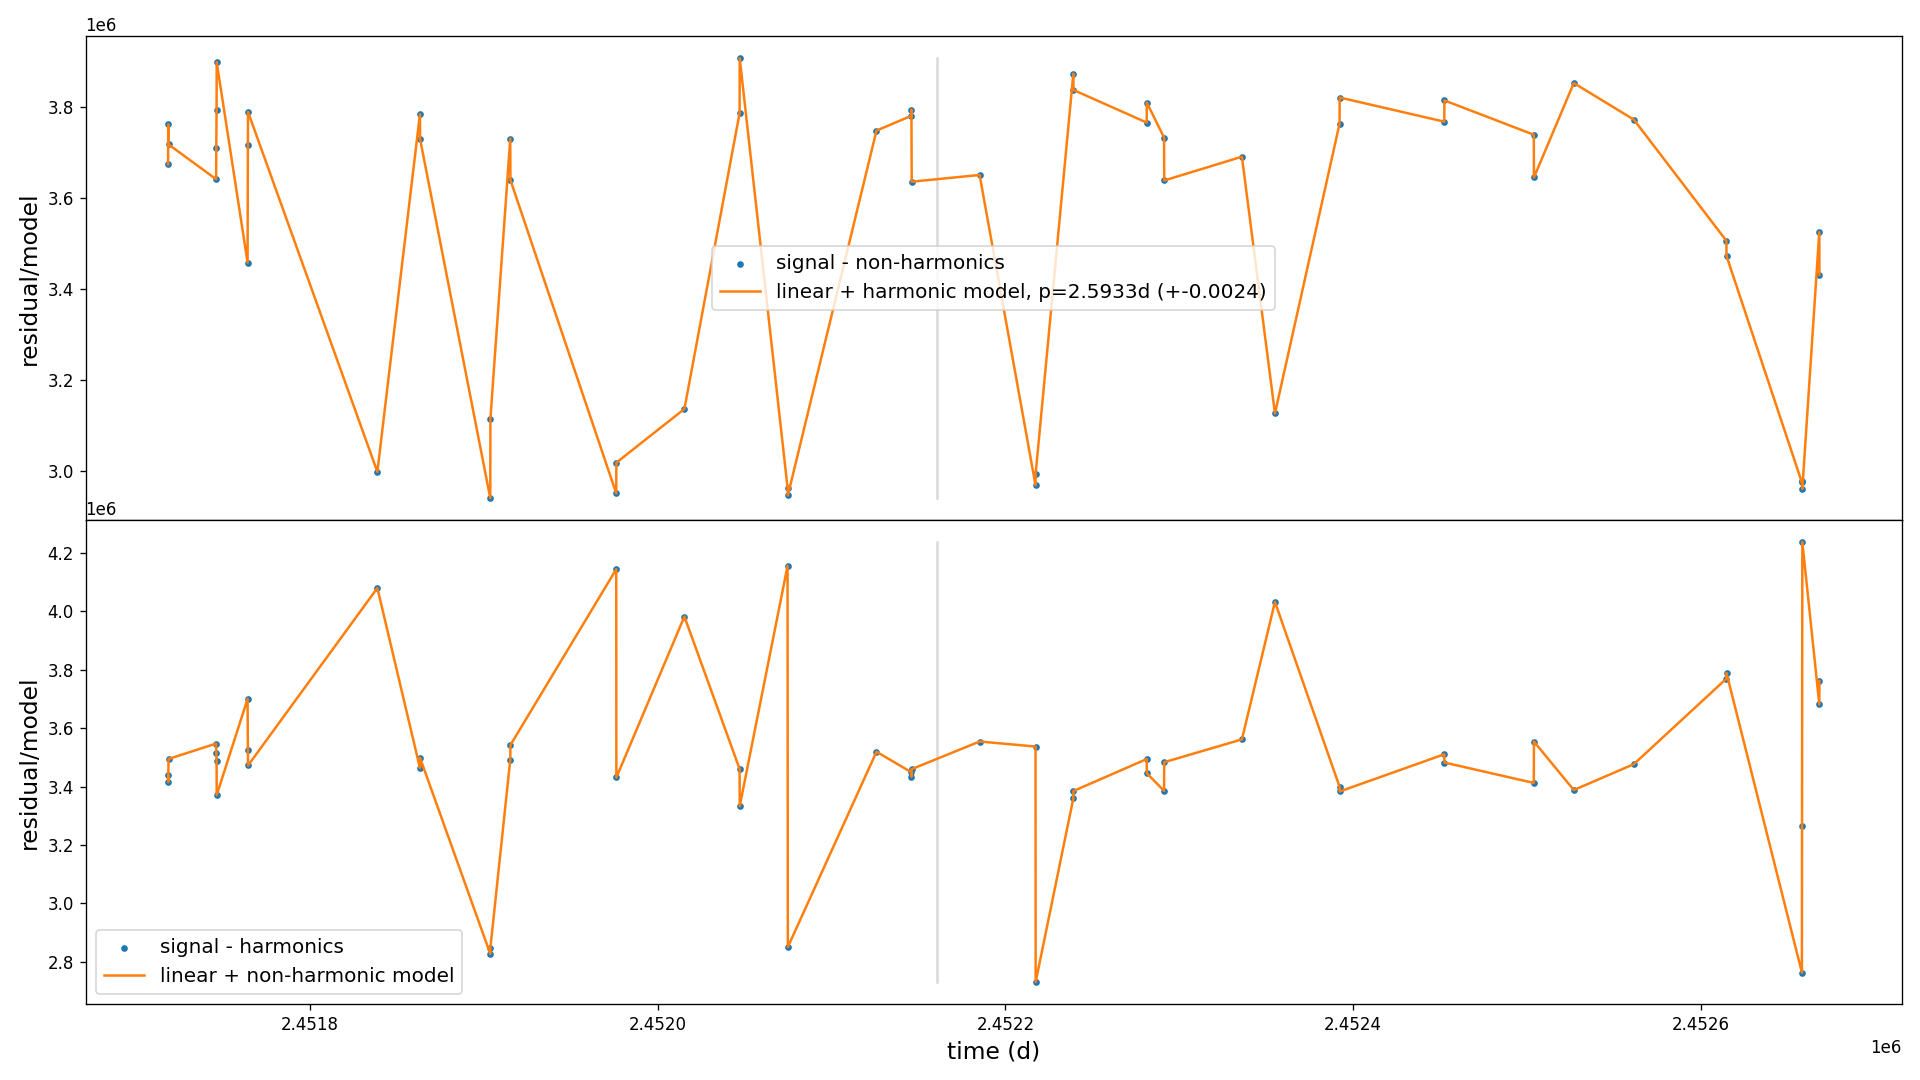 1e6
3.8
3.6
3.4
3.2
3.0
residual/model
signal - non-harmonics
linear + harmonic model, p=2.5933d (+-0.0024)
1e6
4.2
4.0
3.8
3.6
3.4
3.2
3.0
2.8
residual/model
signal - harmonics
linear + non-harmonic model
2.4518 2.4520 2.4522 2.4524 2.4526
time (d)
1e6